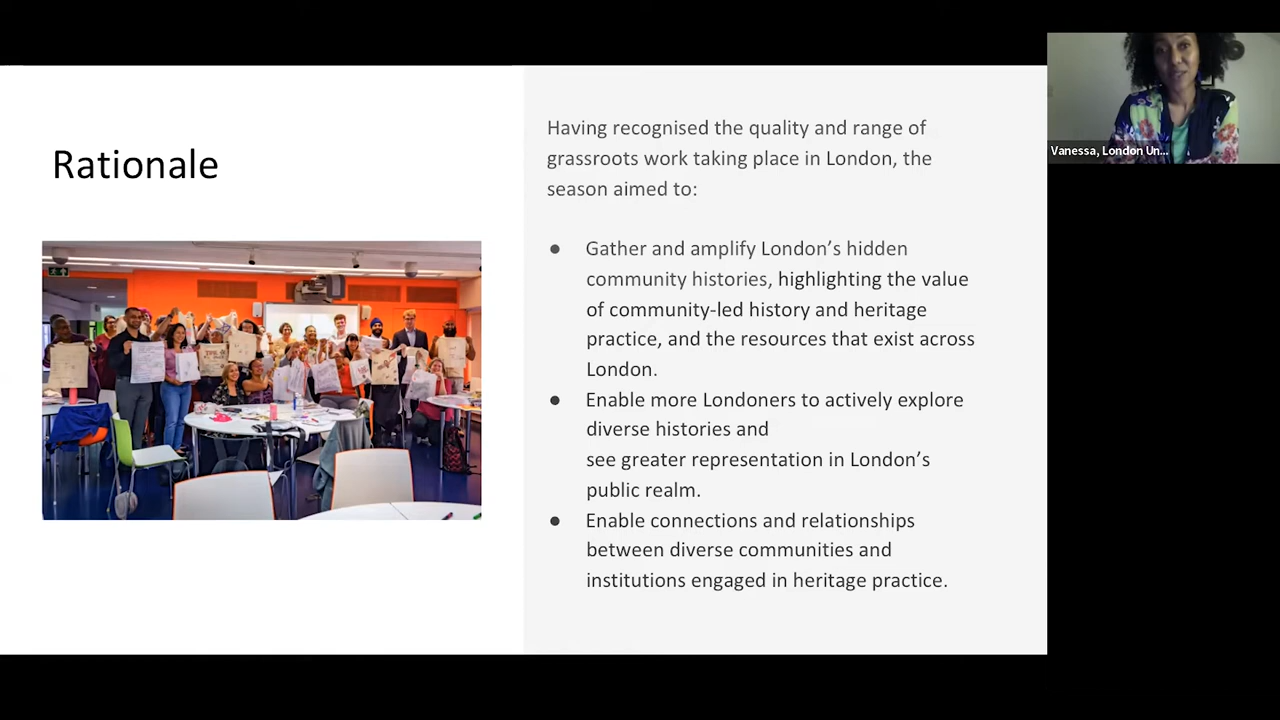 Rationale
Having recognised the quality and range of
grassroots work taking place in London, the
season aimed to:
● Gather and amplify London’s hidden
community histories, highlighting the value
of community-led history and heritage
practice, and the resources that exist across
London.
● Enable more Londoners to actively explore
diverse histories and
see greater representation in London’s
public realm.
● Enable connections and relationships
between diverse communities and
institutions engaged in heritage practice.
Vanessa, London Un...